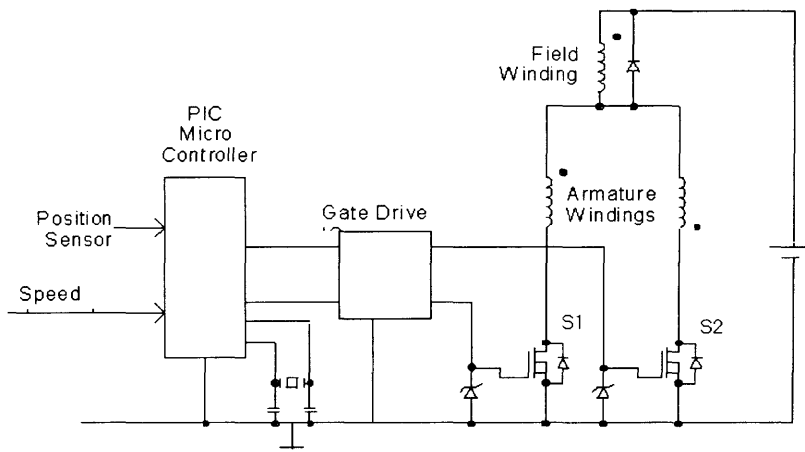 Field
Winding
PIC
Micro
Controller
Armature
Windings
Position
Sensor
Gate Drive
Speed
S1
S2